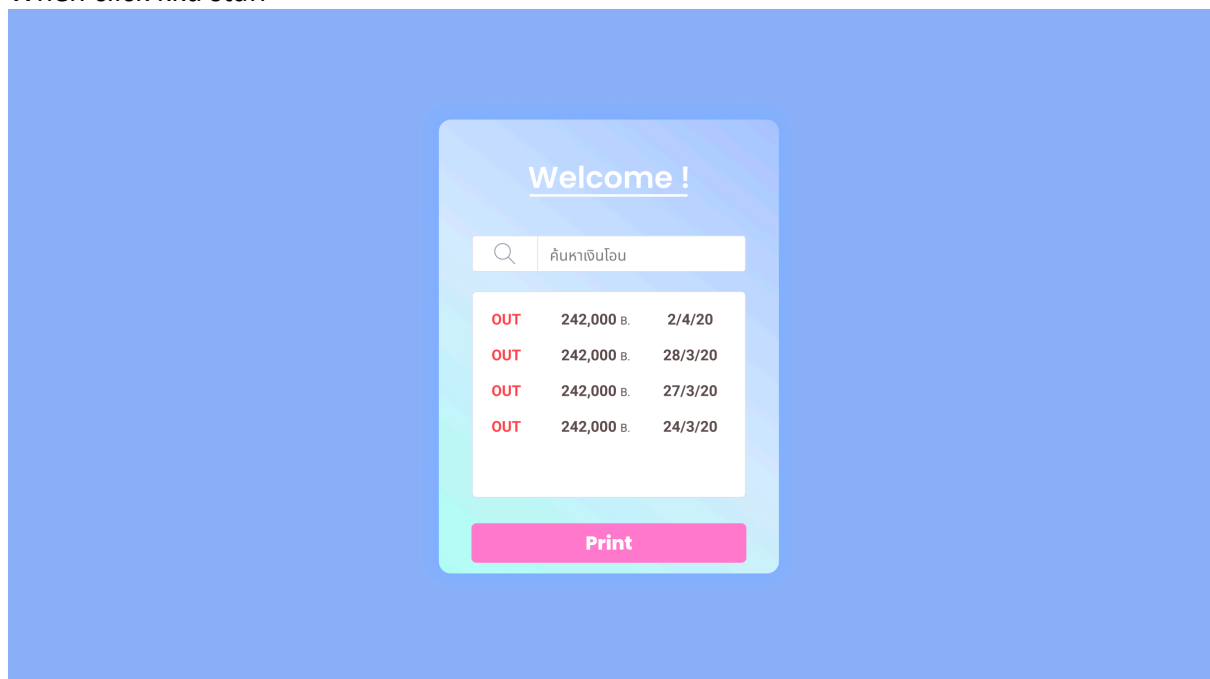 Welcome !
ค้นหาเงินโอน
OUT 242,000 B. 2/4/20
OUT 242,000 B. 28/3/20
OUT 242,000 B. 27/3/20
OUT 242,000 B. 24/3/20
Print